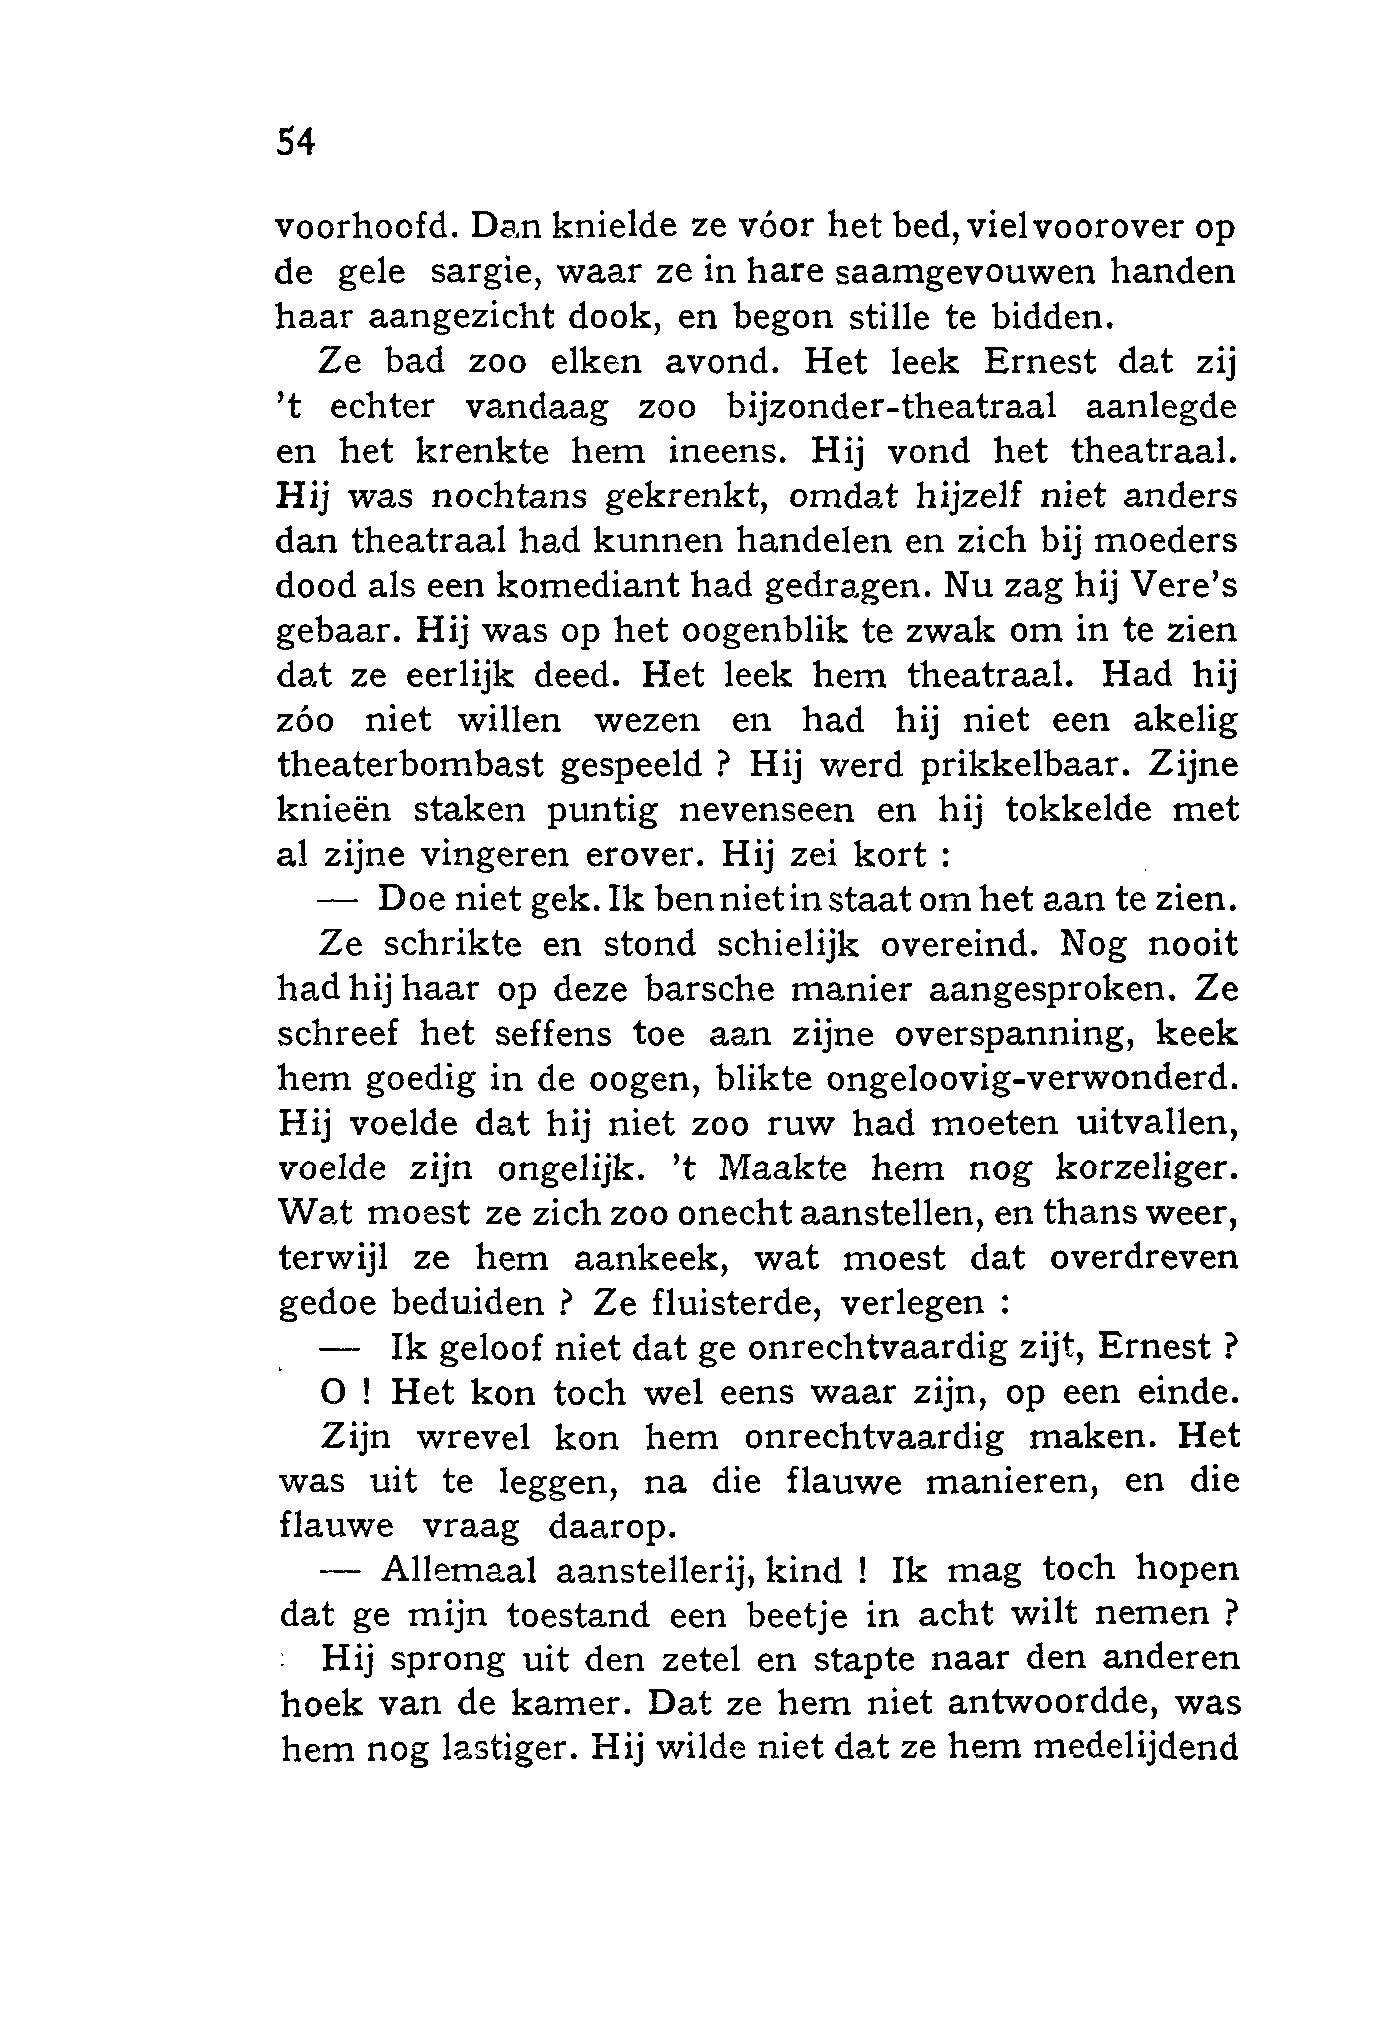 54
voorhoofd. Dan knielde ze vóor het bed, viel voorover op
de gele sargie, waar ze in hare saamgevouwen handen
haar aangezicht dook, en begon stille te bidden.
Ze bad zoo elken avond. Het leek Ernest dat zij
't echter vandaag zoo bijzonder-theatraal aanlegde
en het krenkte hem ineens. Hij vond het theatraal.
Hij was nochtans gekrenkt, omdat hijzelf niet anders
dan theatraal had kunnen handelen en zich bij moeders
dood als een komediant had gedragen. Nu zag hij Vere's
gebaar. Hij was op het oogenblik te zwak om in te zien
dat ze eerlijk deed. Het leek hem theatraal. Had hij
zóo niet willen wezen en had hij niet een akelig
theaterbombast gespeeld ? Hij werd prikkelbaar. Zijne
knieën staken puntig nevenseen en hij tokkelde met
al zijne vingeren erover. Hij zei kort :
— Doe niet gek. Ik ben niet in staat om het aan te zien.
Ze schrikte en stond schielijk overeind. Nog nooit
had hij haar op deze barsche manier aangesproken. Ze
schreef het seffens toe aan zijne overspanning, keek
hem goedig in de oogen, blikte ongeloovig-verwonderd.
Hij voelde dat hij niet zoo ruw had moeten uitvallen,
voelde zijn ongelijk. 't Maakte hem nog korzeliger.
Wat moest ze zich zoo onecht aanstellen, en thans weer,
terwijl ze hem aankeek, wat moest dat overdreven
gedoe beduiden ? Ze fluisterde, verlegen :
— Ik geloof niet dat ge onrechtvaardig zijt, Ernest ?
O ! Het kon toch wel eens waar zijn, op een einde.
Zijn wrevel kon hem onrechtvaardig maken. Het
was uit te leggen, na die flauwe manieren, en die
flauwe vraag daarop.
— Allemaal aanstellerij, kind ! Ik mag toch hopen
dat ge mijn toestand een beetje in acht wilt nemen ?
Hij sprong uit den zetel en stapte naar den anderen
hoek van de kamer. Dat ze hem niet antwoordde, was
hem nog lastiger. Hij wilde niet dat ze hem medelijdend